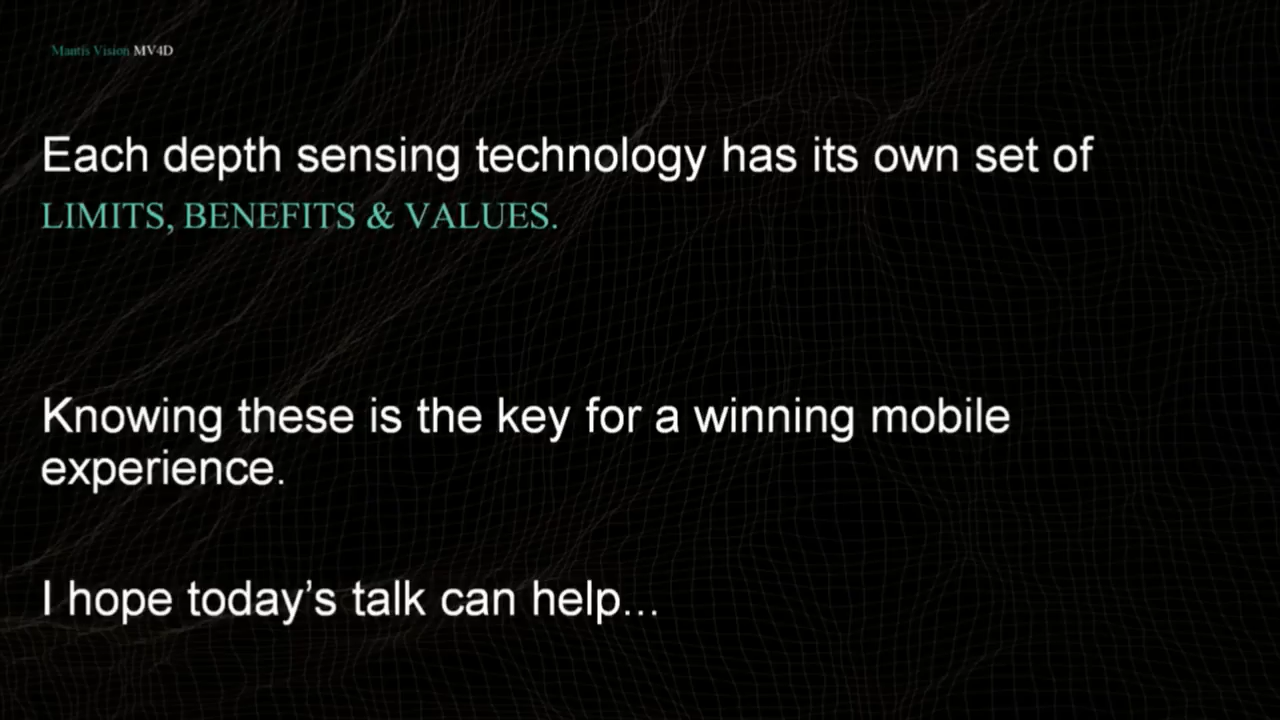 Mantis Vision MV4D
Each depth sensing technology has its own set of
LIMITS, BENEFITS & VALUES.
Knowing these is the key for a winning mobile
experience.
I hope today’s talk can help...